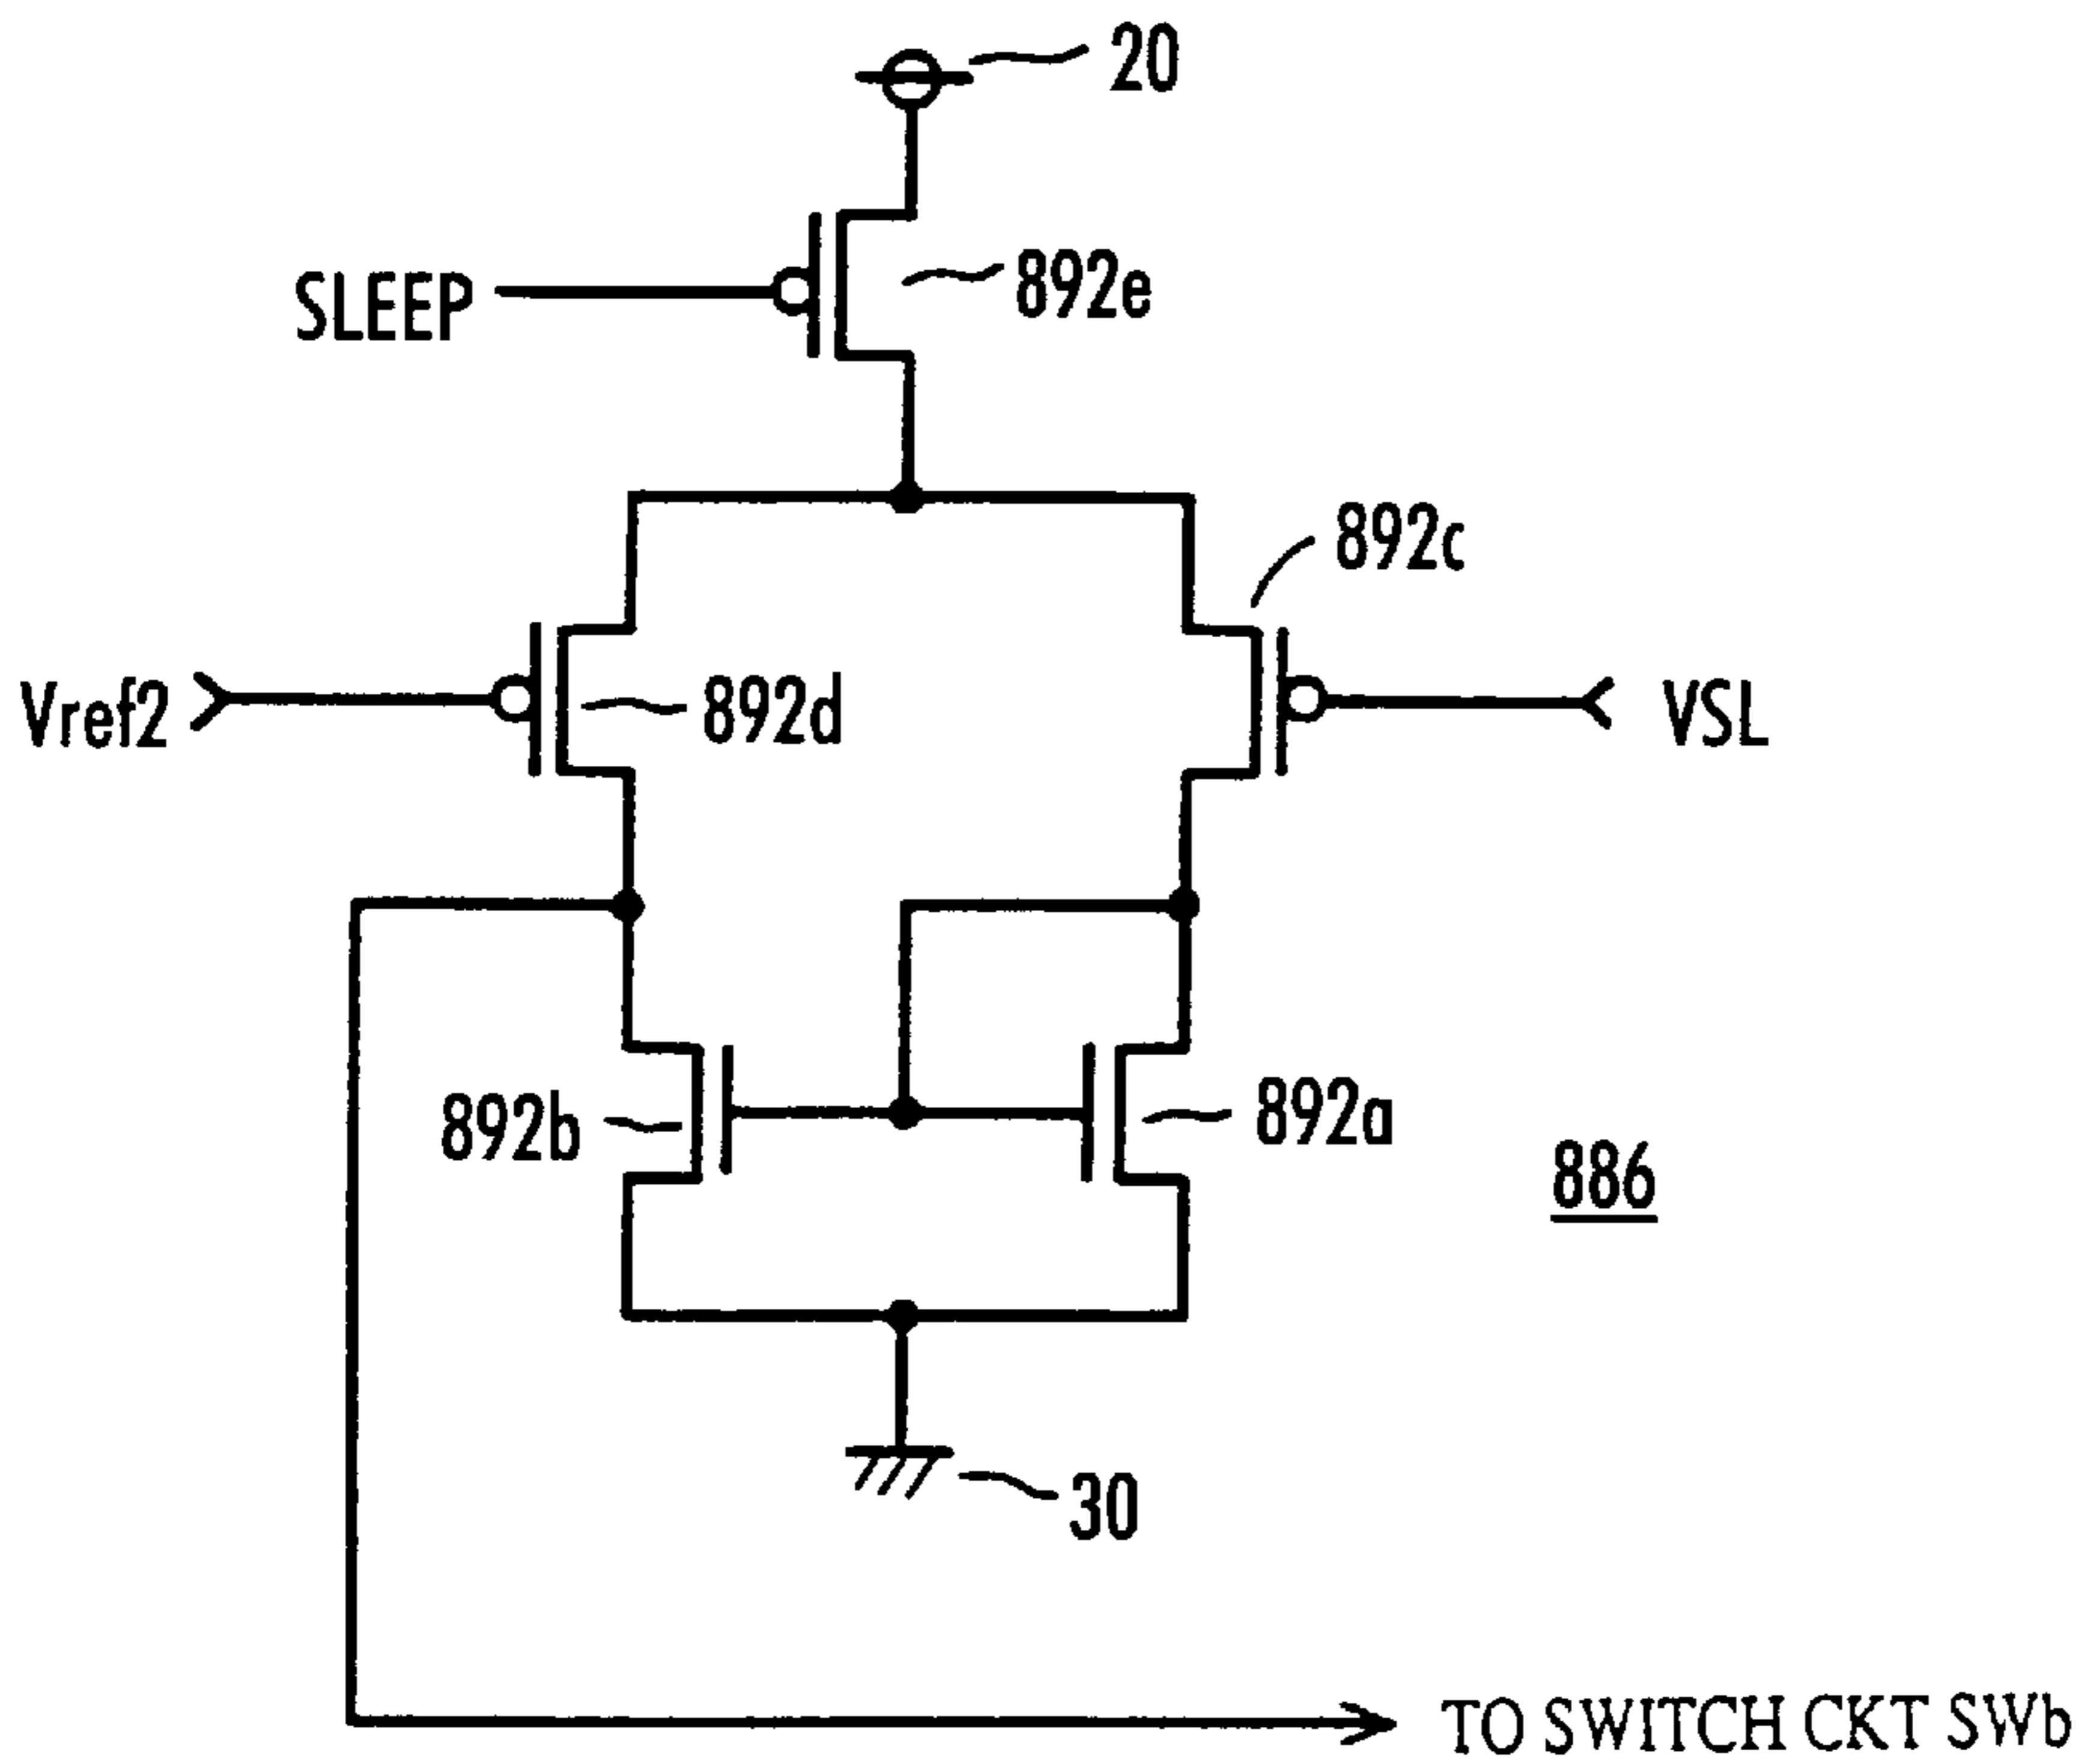 20
SLEEP
892e
892c
Vref2
892d
VSL
892b
892a
886
30
TO SWITCH CKT SWb